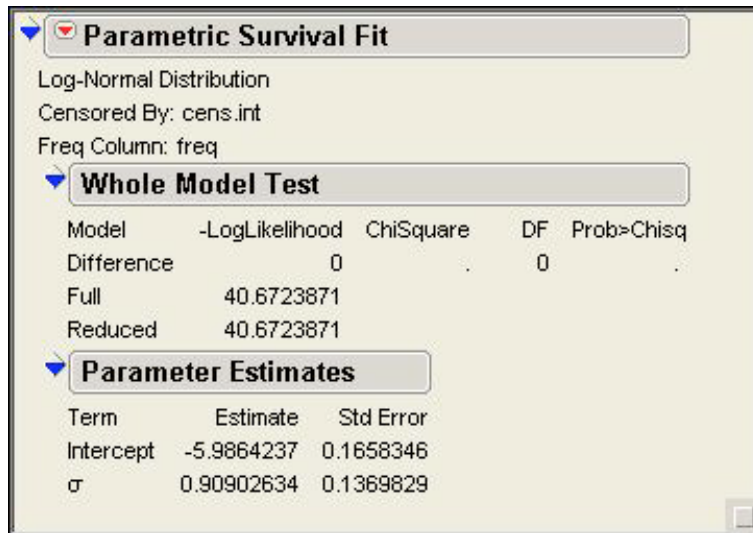 Parametric Survival Fit
Log-Normal Distribution
Censored By: cens.int
Freq Column: freq
Whole Model Test
Model -LogLikelihood ChiSquare DF Prob>Chisq
Difference 0 . 0 .
Full 40.6723871
Reduced 40.6723871
Parameter Estimates
Term Estimate Std Error
Intercept -5.9864237 0.1658346
σ 0.90902634 0.1369829